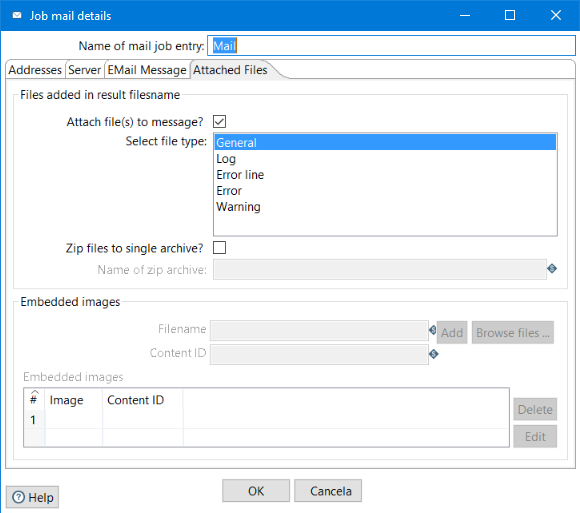 Job mail details
Name of mail job entry: Mail
Addresses Server EMail Message Attached Files
Files added in result filesname
Attach file(s) to message?
Select file type: General
Log
Error line
Error
Warning
Zip files to single archive?
Name of zip archive:
Embedded images
Filename Add Browse files ...
Content ID
Embedded images
# Image Content ID
1
Delete
Edit
Help OK Cancela